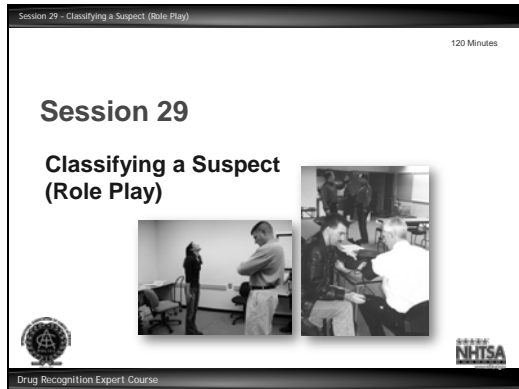 Session 29 - Classifying a Suspect (Role Play)
120 Minutes
Session 29
Classifying a Suspect
(Role Play)
NHTSA
Drug Recognition Expert Course